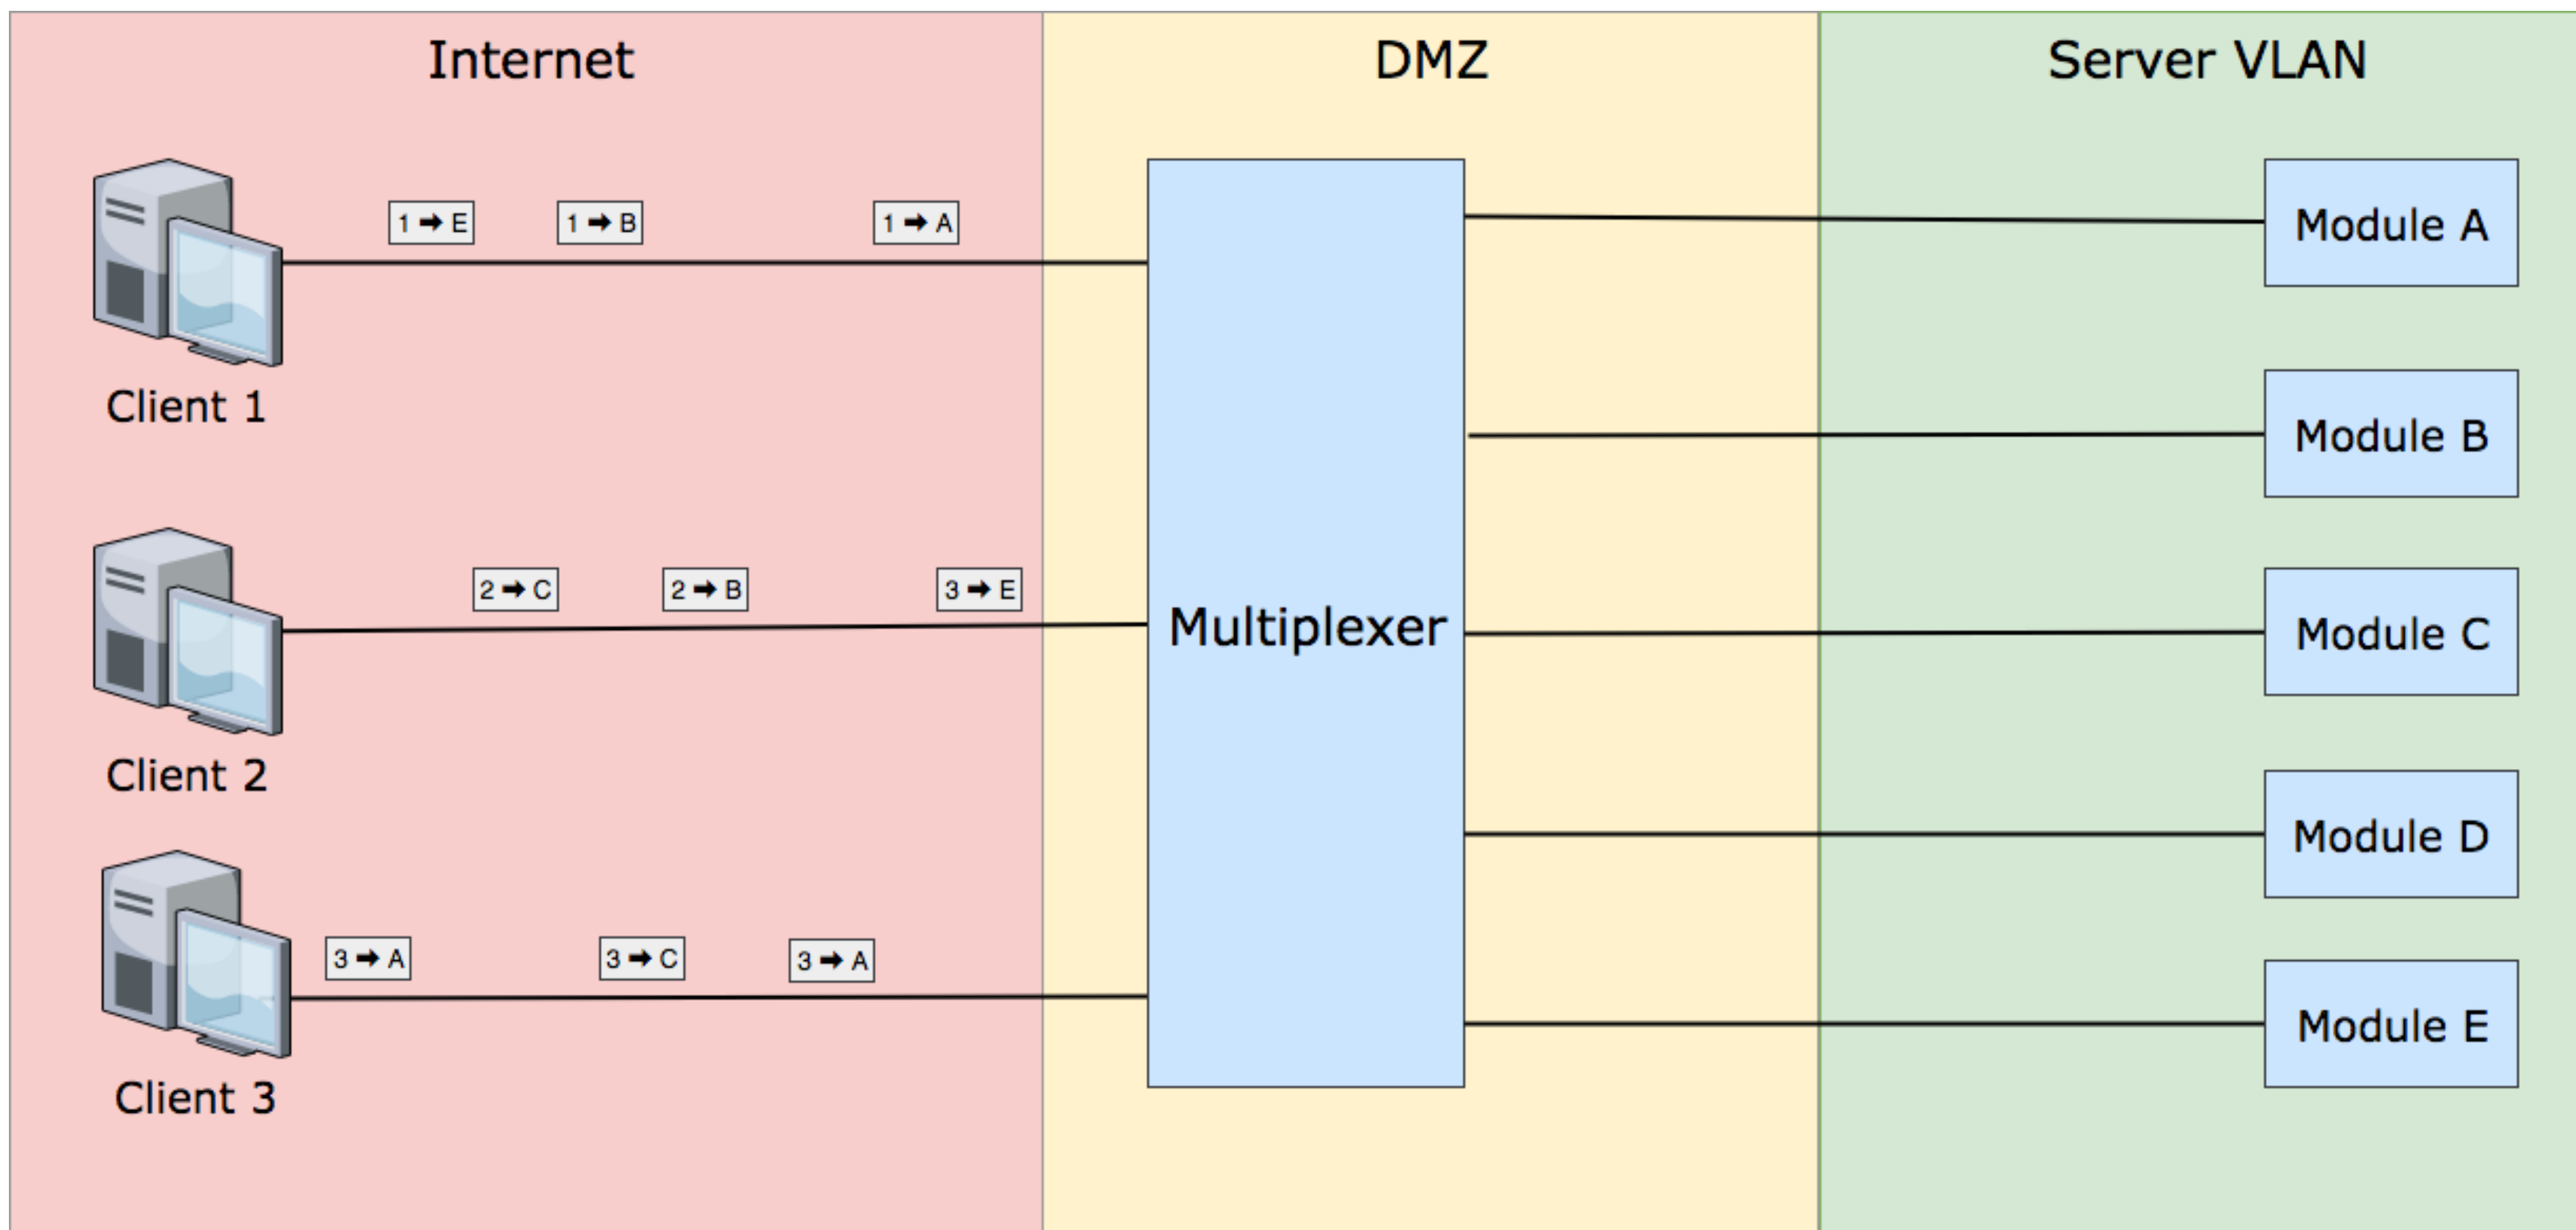 Internet
DMZ
Server VLAN
1 ➡ E
1 ➡ B
1 ➡ A
Module A
Client 1
Module B
2 ➡ C
2 ➡ B
3 ➡ E
Multiplexer
Module C
Client 2
Module D
3 ➡ A
3 ➡ C
3 ➡ A
Module E
Client 3